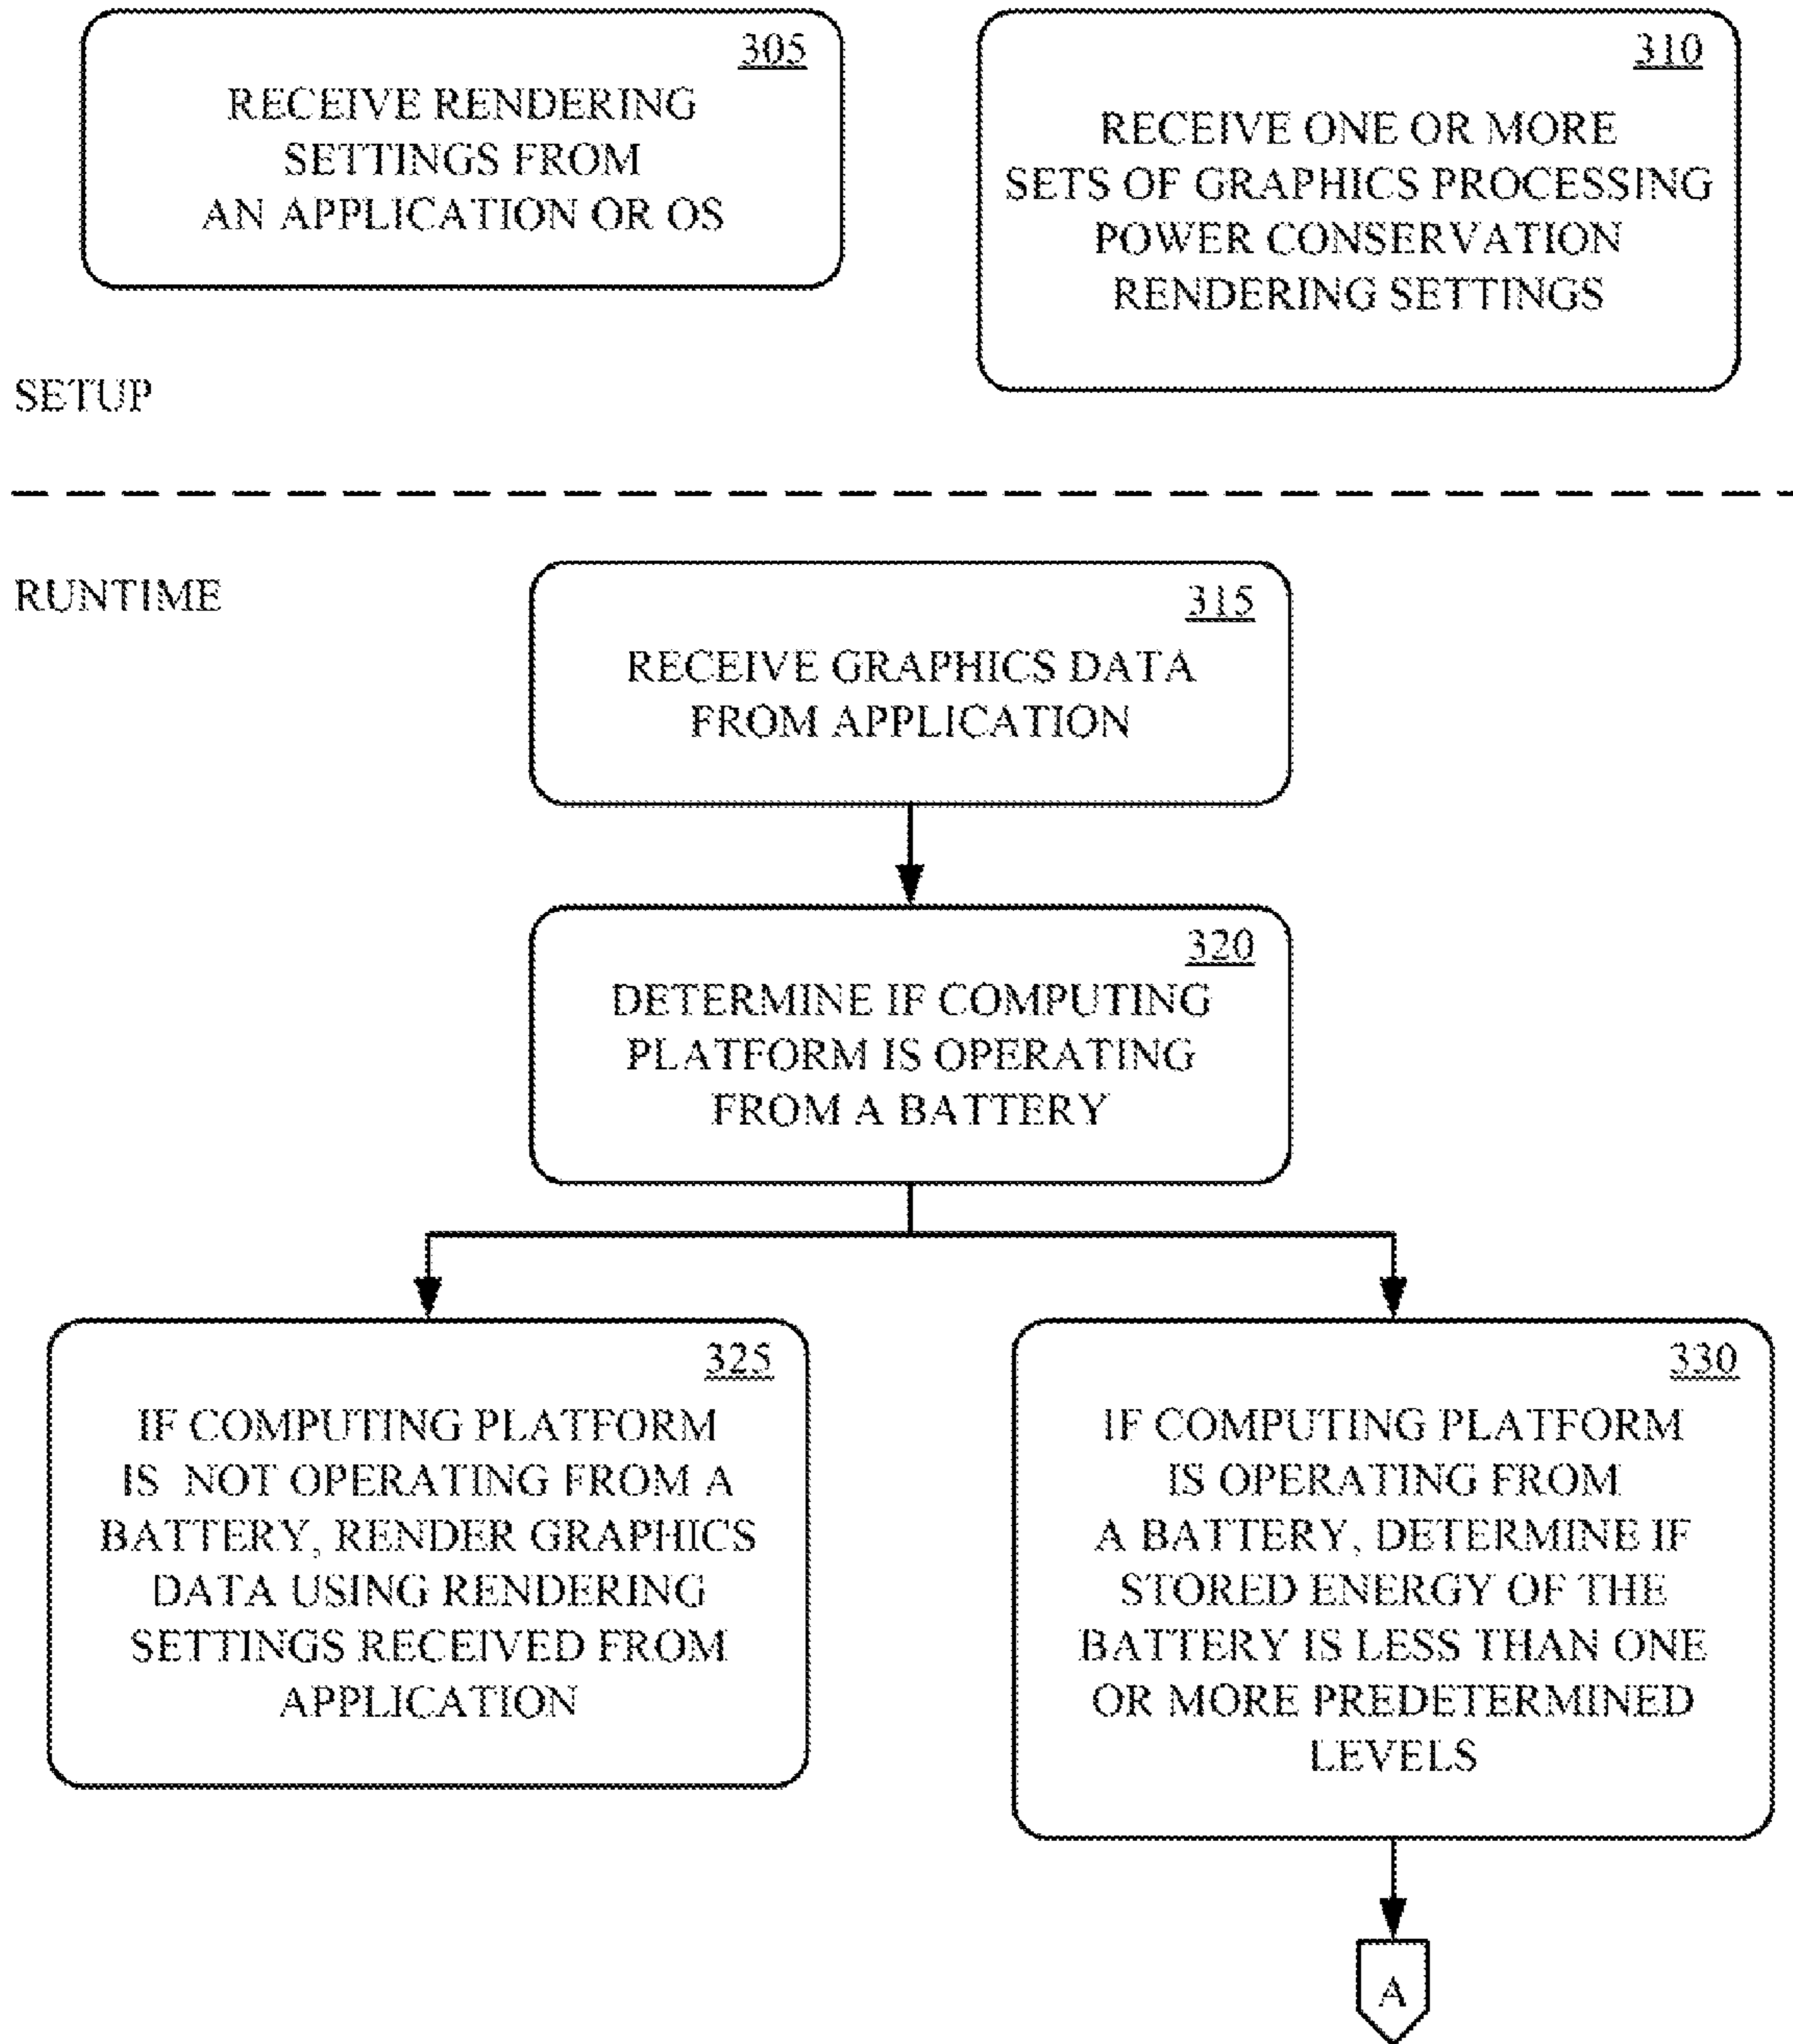 305
RECEIVE RENDERING
SETTINGS FROM
AN APPLICATION OR OS
310
RECEIVE ONE OR MORE
SETS OF GRAPHICS PROCESSING
POWER CONSERVATION
RENDERING SETTINGS
SETUP
RUNTIME
315
RECEIVE GRAPHICS DATA
FROM APPLICATION
320
DETERMINE IF COMPUTING
PLATFORM IS OPERATING
FROM A BATTERY
325
IF COMPUTING PLATFORM
IS NOT OPERATING FROM A
BATTERY, RENDER GRAPHICS
DATA USING RENDERING
SETTINGS RECEIVED FROM
APPLICATION
330
IF COMPUTING PLATFORM
IS OPERATING FROM
A BATTERY, DETERMINE IF
STORED ENERGY OF THE
BATTERY IS LESS THAN ONE
OR MORE PREDETERMINED
LEVELS
A